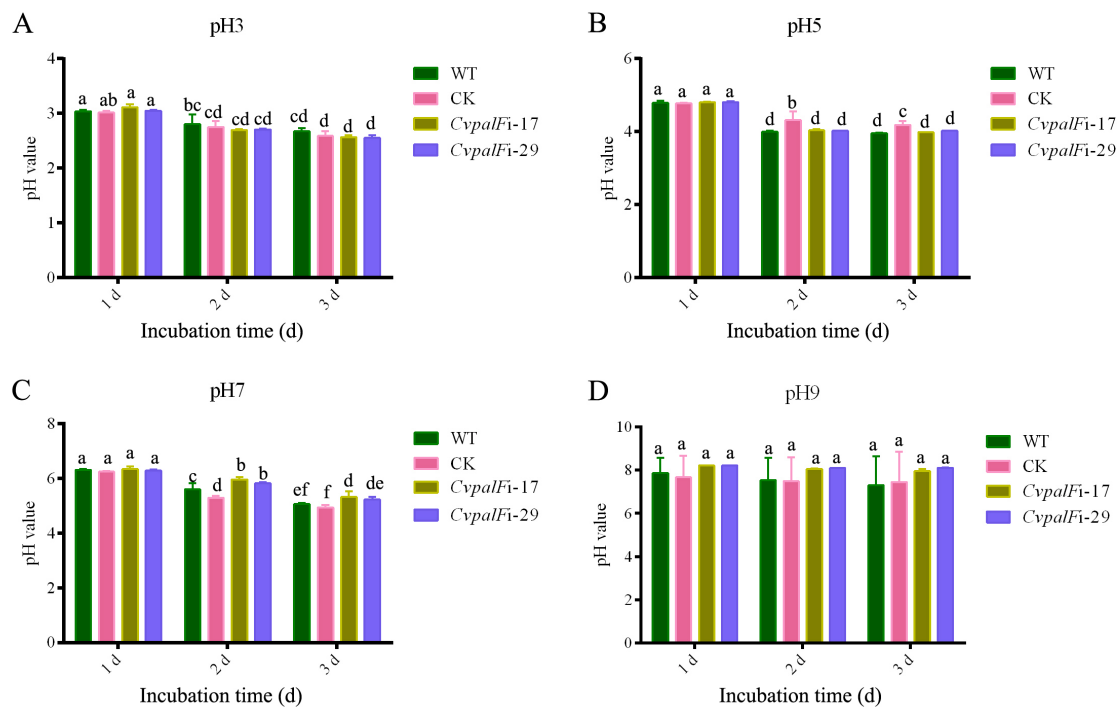 A
pH3
pH value
4
3
2
1
0
a ab a a
bc cd cd cd
cd d d d
1 d 2 d 3 d
Incubation time (d)
WT
CK
CvpalFi-17
CvpalFi-29
B
pH5
pH value
6
4
2
0
a a a a
d b d d
d c d d
1 d 2 d 3 d
Incubation time (d)
WT
CK
CvpalFi-17
CvpalFi-29
C
pH7
pH value
8
6
4
2
0
a a a a
c d b b
ef f d de
1 d 2 d 3 d
Incubation time (d)
WT
CK
CvpalFi-17
CvpalFi-29
D
pH9
pH value
10
8
6
4
2
0
a a a a
a a a a
a a a a
1 d 2 d 3 d
Incubation time (d)
WT
CK
CvpalFi-17
CvpalFi-29